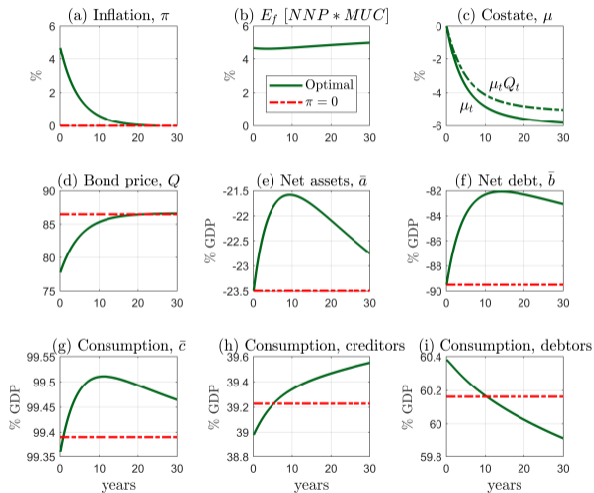 (a) Inflation, π
(b) E_f [NNP * MUC]
(c) Costate, μ
%
6
4
2
0
0 10 20 30
%
6
4
2
0
Optimal
π = 0
0 10 20 30
%
0
-2
-4
-6
μ_tQ_t
μ_t
0 10 20 30
(d) Bond price, Q
(e) Net assets, ā
(f) Net debt, b̄
90
85
80
75
0 10 20 30
% GDP
-21.5
-22
-22.5
-23
-23.5
0 10 20 30
% GDP
-82
-84
-86
-88
-90
0 10 20 30
(g) Consumption, c̄
(h) Consumption, creditors
(i) Consumption, debtors
% GDP
99.55
99.5
99.45
99.4
99.35
0 10 20 30
years
% GDP
39.6
39.4
39.2
39
38.8
0 10 20 30
years
% GDP
60.4
60.2
60
59.8
0 10 20 30
years